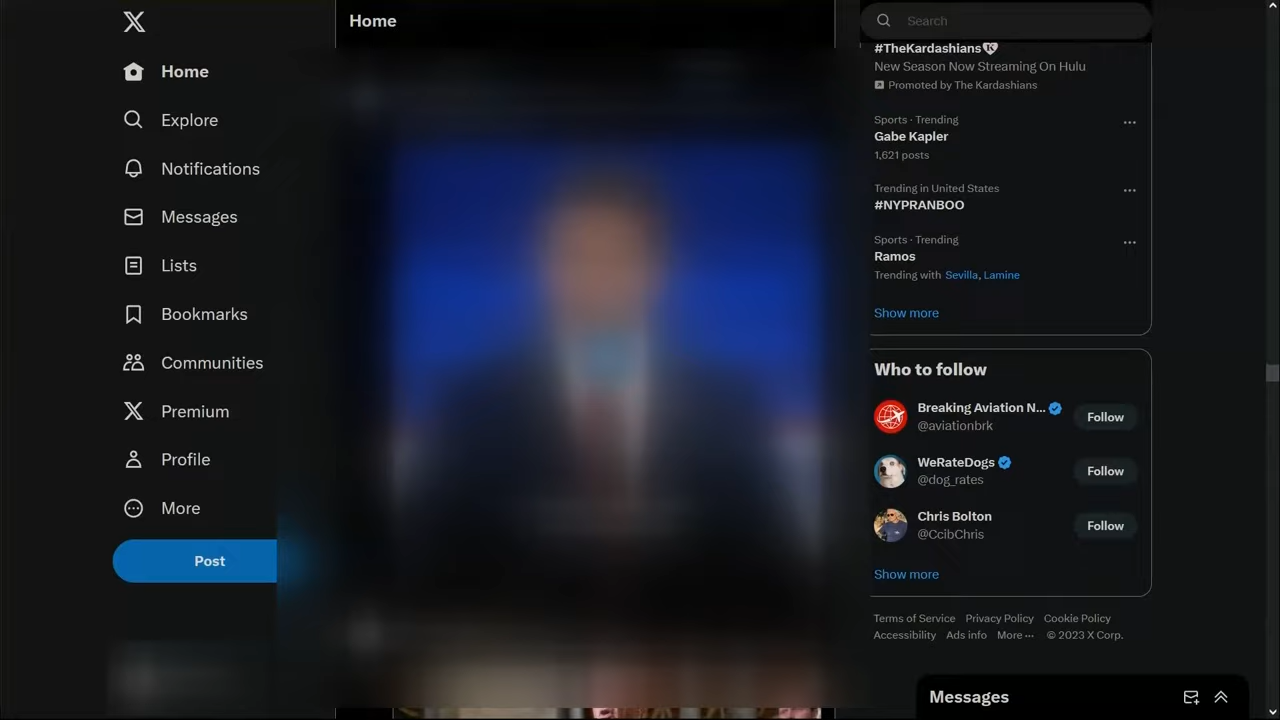 Home
Explore
Notifications
Messages
Lists
Bookmarks
Communities
Premium
Profile
More
Post
Home
Search
#TheKardashians
New Season Now Streaming On Hulu
Promoted by The Kardashians
Sports · Trending
Gabe Kapler
1,621 posts
Trending in United States
#NYPRANBOO
Sports · Trending
Ramos
Trending with Sevilla, Lamine
Show more
Who to follow
Breaking Aviation N...
@aviationbrk
Follow
WeRateDogs
@dog_rates
Follow
Chris Bolton
@CcibChris
Follow
Show more
Terms of Service Privacy Policy Cookie Policy
Accessibility Ads info More ··· © 2023 X Corp.
Messages